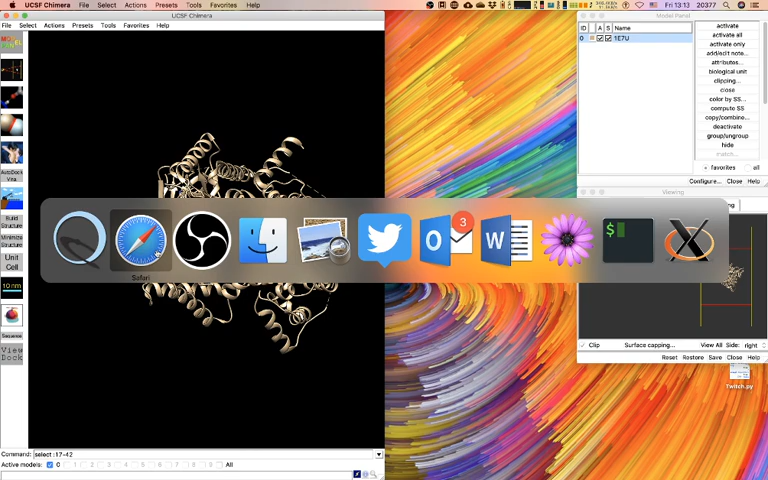 UCSF Chimera File Select Actions Presets Tools Favorites Help Fri 13:13 20377
UCSF Chimera
File Select Actions Presets Tools Favorites Help
AutoDock Vina
Build Structure
Minimize Structure
Unit Cell
10 nm
Sequence
View Dock
Command: select :17-42
Active models: 0 1 2 3 4 5 6 7 8 9 All
Model Panel
ID A S Name
0 1E7U
activate
activate all
activate only
add/edit note...
attributes...
biological unit
clipping...
close
color by SS...
compute SS
copy/combine...
deactivate
group/ungroup
hide
match...
favorites all
Configure... Close Help
Viewing
3
$
Safari
Clip Surface capping... View All Side: right
Reset Restore Save Close Help
Twitch.py